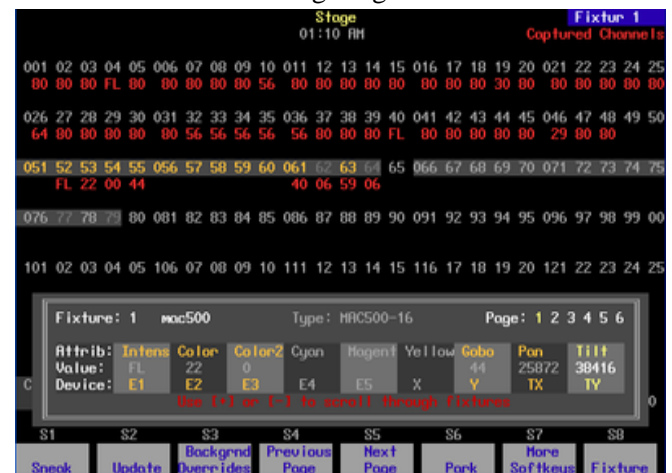 Stage
Fixtur 1
01:10 AM
Captured Channels
001 02 03 04 05 006 07 08 09 10 011 12 13 14 15 016 17 18 19 20 021 22 23 24 25
80 80 80 FL 80 80 80 80 80 56 80 80 80 80 80 80 80 80 30 80 80 80 80 80 80
026 27 28 29 30 031 32 33 34 35 036 37 38 39 40 041 42 43 44 45 046 47 48 49 50
64 80 80 80 80 80 56 56 56 56 56 80 80 80 FL 80 80 80 80 80 29 80 80
051 52 53 54 55 056 57 58 59 60 061 62 63 64 65 066 67 68 69 70 071 72 73 74 75
FL 22 00 44 40 06 59 06
076 77 78 79 80 081 82 83 84 85 086 87 88 89 90 091 92 93 94 95 096 97 98 99 00
101 02 03 04 05 106 07 08 09 10 111 12 13 14 15 116 17 18 19 20 121 22 23 24 25
Fixture: 1 mac500 Type: MAC500-16 Page: 1 2 3 4 5 6
Attrib: Intens Color Color2 Cyan Magent Yellow Gobo Pan Tilt
Value: FL 22 0 44 25872 38416
C Device: E1 E2 E3 E4 E5 X Y TX TY 0
Use [+] or [-] to scroll through fixtures
S1 S2 S3 S4 S5 S6 S7 S8
Sneak Update Backgrnd Overrides Previous Page Next Page Park More Softkeys Fixture